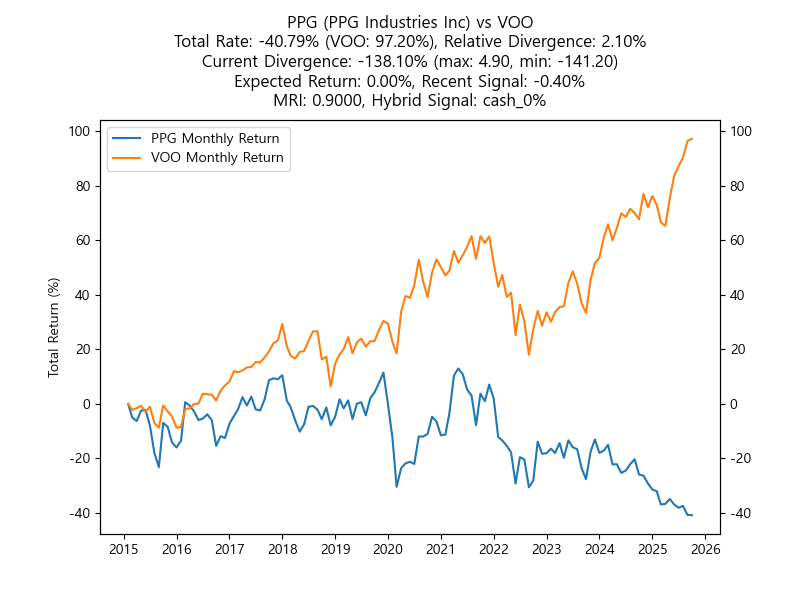 PPG (PPG Industries Inc) vs VOO
Total Rate: -40.79% (VOO: 97.20%), Relative Divergence: 2.10%
Current Divergence: -138.10% (max: 4.90, min: -141.20)
Expected Return: 0.00%, Recent Signal: -0.40%
MRI: 0.9000, Hybrid Signal: cash_0%
PPG Monthly Return
VOO Monthly Return
Total Return (%)
100 100
80 80
60 60
40 40
20 20
0 0
-20 -20
-40 -40
2015 2016 2017 2018 2019 2020 2021 2022 2023 2024 2025 2026